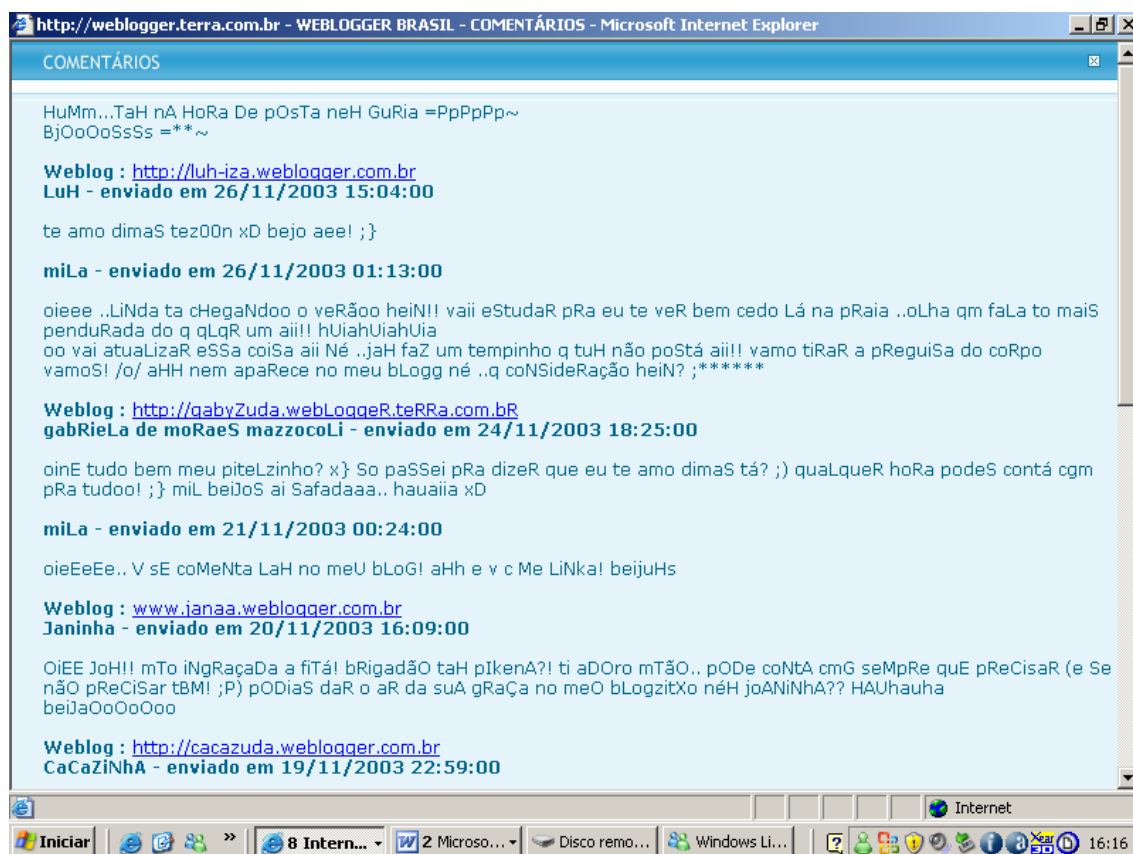 http://weblogger.terra.com.br - WEBLOGGER BRASIL - COMENTÁRIOS - Microsoft Internet Explorer
COMENTÁRIOS
HuMm...TaH nA HoRa De pOsTa neH GuRia =PpPpPp~
BjOoOoSsSs =**~
Weblog : http://luh-iza.weblogger.com.br
LuH - enviado em 26/11/2003 15:04:00
te amo dimaS tez00n xD bejo aee! ;}
miLa - enviado em 26/11/2003 01:13:00
oieee ..LiNda ta cHegaNdoo o veRãoo heiN!! vaii eStudaR pRa eu te veR bem cedo Lá na pRaia ..oLha qm faLa to maiS
penduRada do q qLqR um aii!! hUiahUiahUia
oo vai atuaLizaR eSSa coiSa aii Né ..jaH faZ um tempinho q tuH não poStá aii!! vamo tiRaR a pReguiSa do coRpo
vamoS! /o/ aHH nem apaRece no meu bLogg né ..q coNSideRação heiN? ;******
Weblog : http://gabyZuda.webLoggeR.teRRa.com.bR
gabRieLa de moRaeS mazzocoLi - enviado em 24/11/2003 18:25:00
oinE tudo bem meu piteLzinho? x} So paSSei pRa dizeR que eu te amo dimaS tá? ;) quaLqueR hoRa podeS contá cgm
pRa tudoo! ;} miL beiJoS ai Safadaaa.. hauaiia xD
miLa - enviado em 21/11/2003 00:24:00
oieEeEe.. V sE coMeNta LaH no meU bLoG! aHh e v c Me LiNka! beijuHs
Weblog : www.janaa.weblogger.com.br
Janinha - enviado em 20/11/2003 16:09:00
OiEE JoH!! mTo iNgRaçaDa a fiTá! bRigadãO taH pIkenA?! ti aDOro mTãO.. pODe coNtA cmG seMpRe quE pReCisaR (e Se
nãO pReCiSar tBM! ;P) pODiaS daR o aR da suA gRaÇa no meO bLogzitXo néH joANiNhA?? HAUhauha
beiJaOoOoOoo
Weblog : http://cacazuda.weblogger.com.br
CaCaZiNhA - enviado em 19/11/2003 22:59:00
Internet
Iniciar » 8 Intern... 2 Microso... Disco remo... Windows Li... 16:16